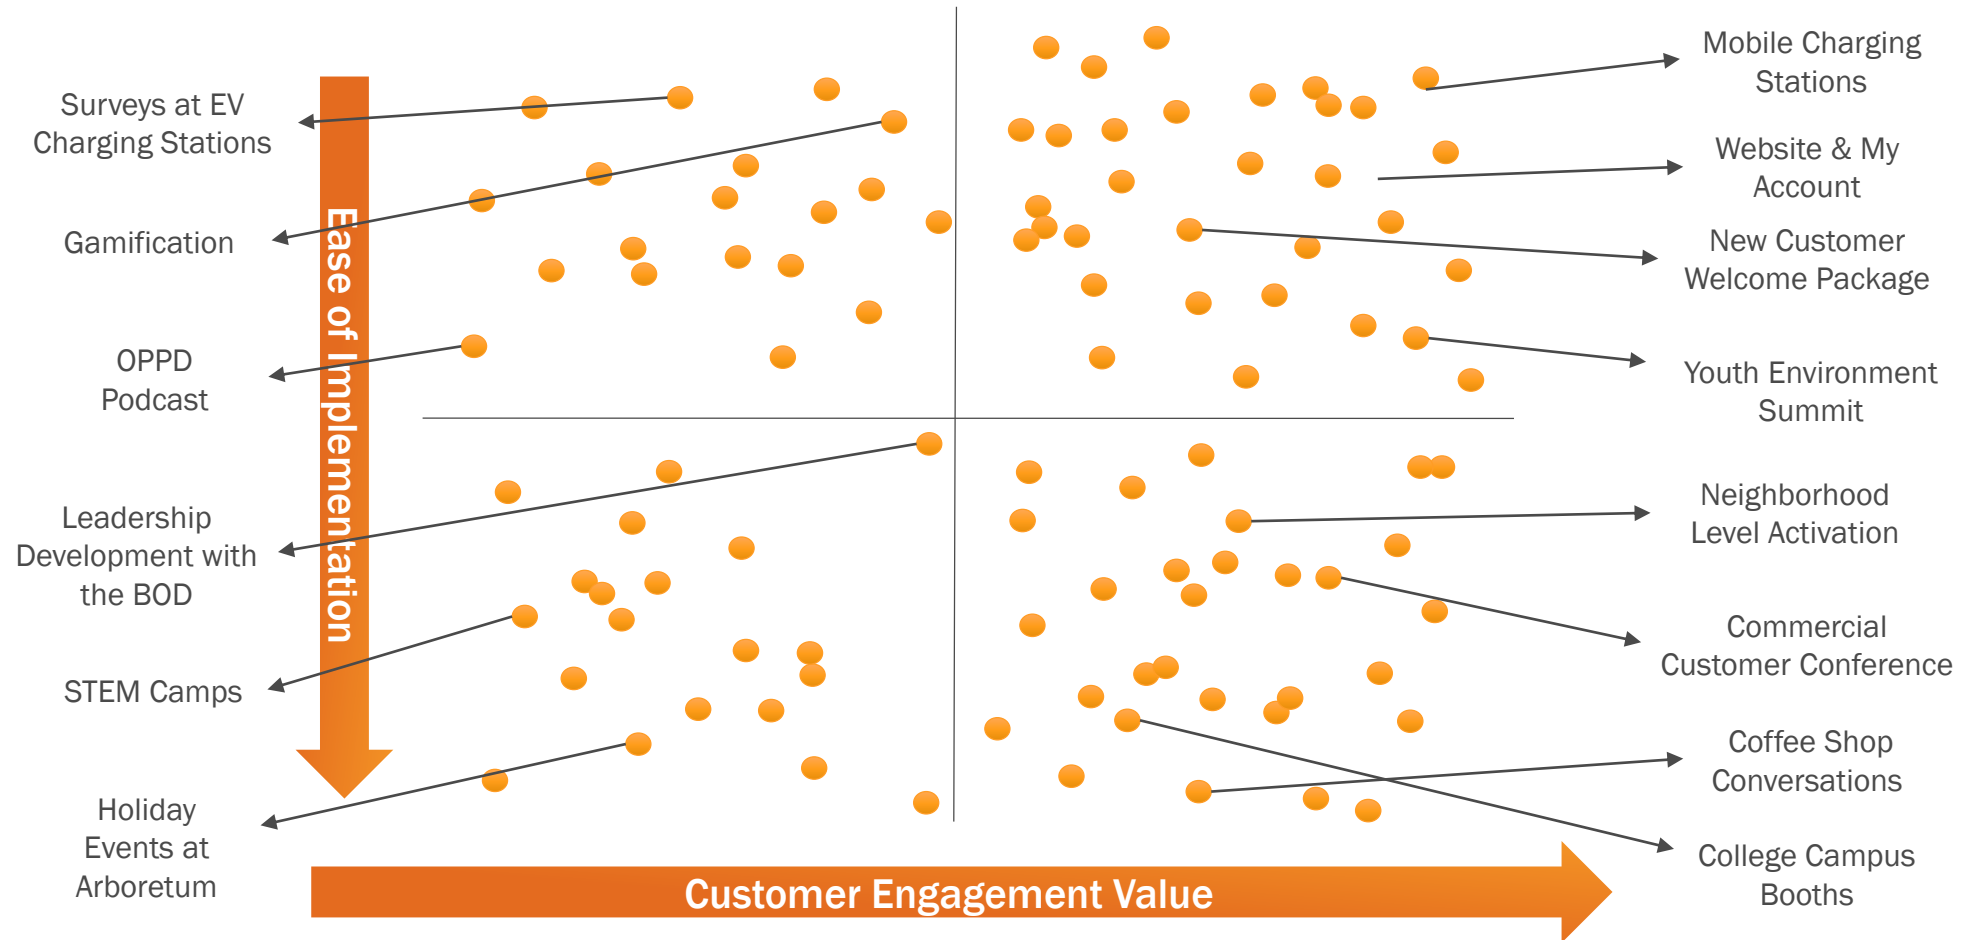 Surveys at EV
Charging Stations
Gamification
OPPD
Podcast
Leadership
Development with
the BOD
STEM Camps
Holiday
Events at
Arboretum
Ease of Implementation
Customer Engagement Value
Mobile Charging
Stations
Website & My
Account
New Customer
Welcome Package
Youth Environment
Summit
Neighborhood
Level Activation
Commercial
Customer Conference
Coffee Shop
Conversations
College Campus
Booths